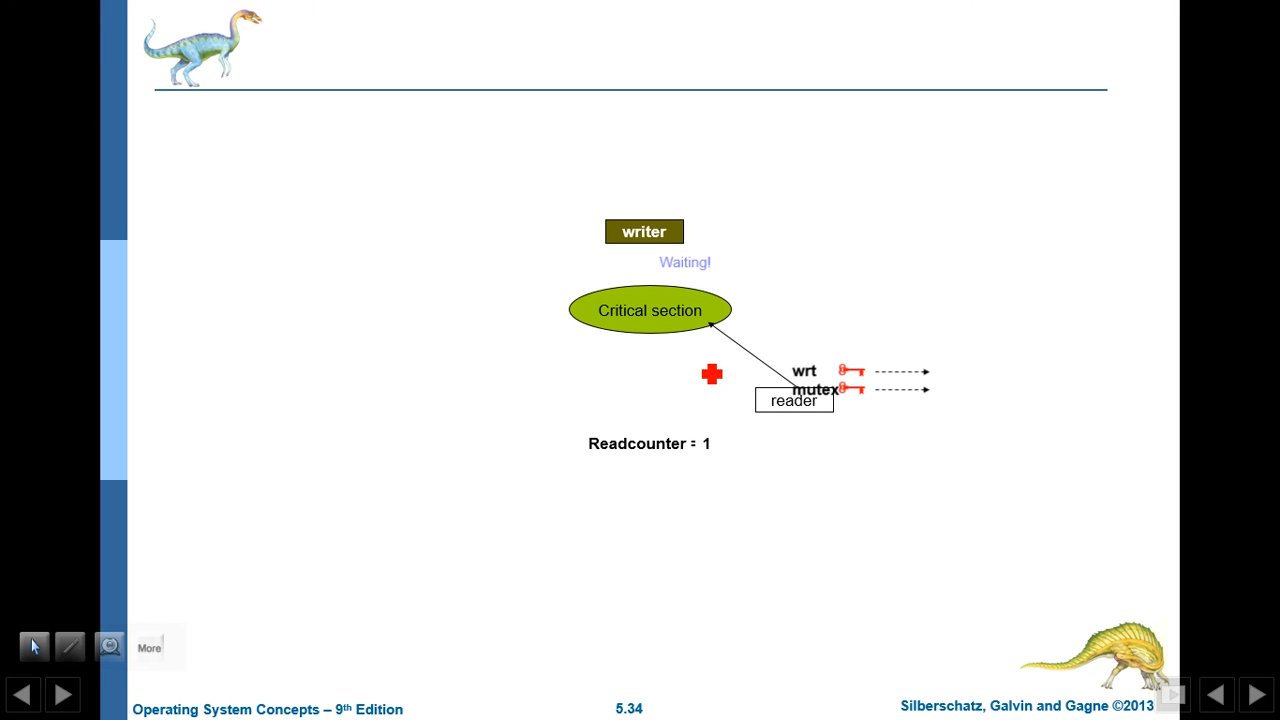 writer
Waiting!
Critical section
wrt
mutex
reader
Readcounter = 1
More
Operating System Concepts – 9th Edition
5.34
Silberschatz, Galvin and Gagne ©2013